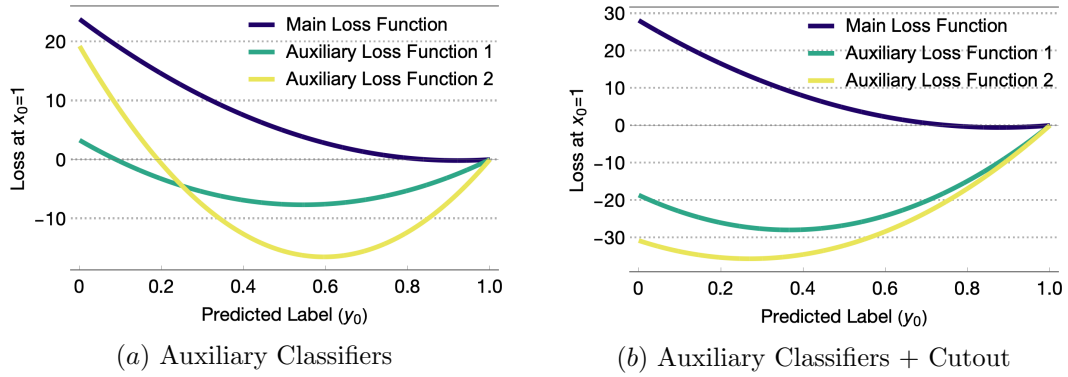 Main Loss Function
Auxiliary Loss Function 1
Auxiliary Loss Function 2
20
10
0
−10
Loss at x₀=1
0 0.2 0.4 0.6 0.8 1.0
Predicted Label (y₀)
(a) Auxiliary Classifiers
Main Loss Function
Auxiliary Loss Function 1
Auxiliary Loss Function 2
30
20
10
0
−10
−20
−30
Loss at x₀=1
0 0.2 0.4 0.6 0.8 1.0
Predicted Label (y₀)
(b) Auxiliary Classifiers + Cutout